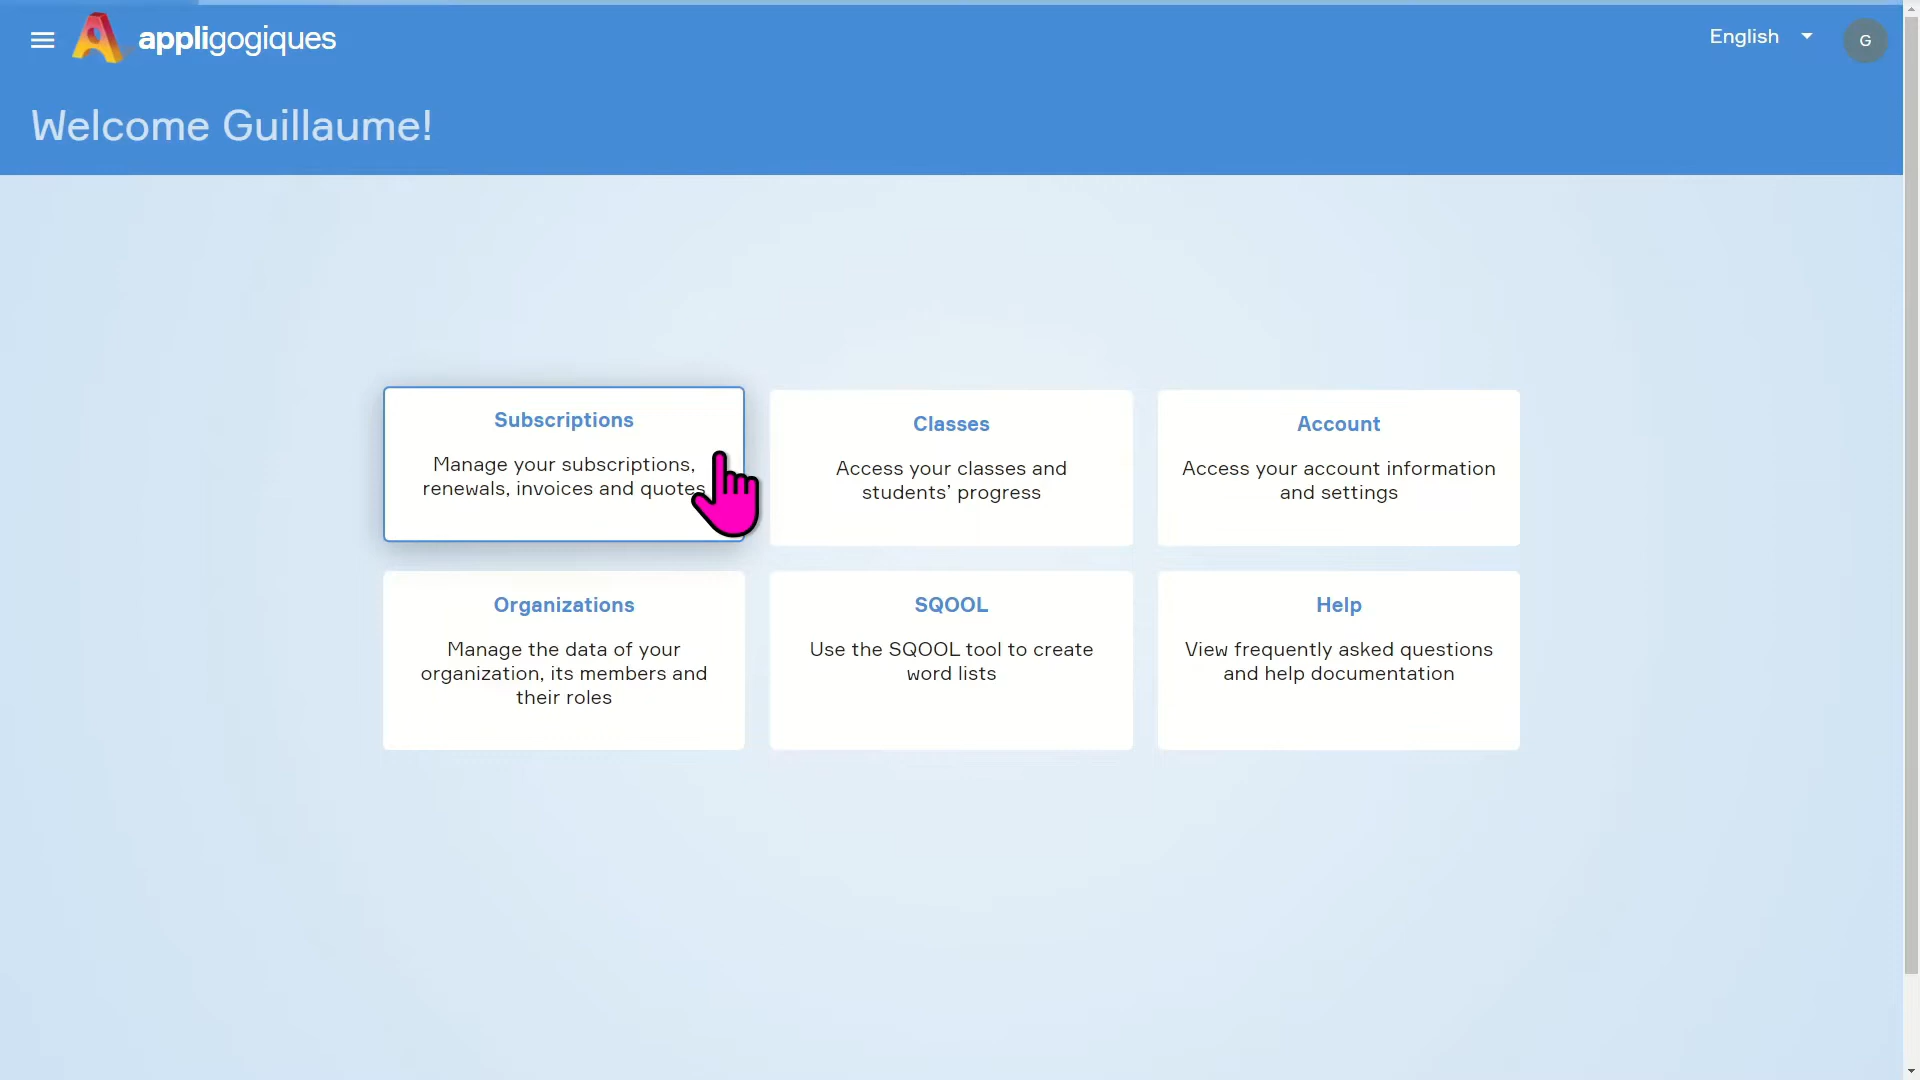 appligogiques
English
G
Welcome Guillaume!
Subscriptions
Manage your subscriptions,
renewals, invoices and quotes
Classes
Access your classes and
students’ progress
Account
Access your account information
and settings
Organizations
Manage the data of your
organization, its members and
their roles
SQOOL
Use the SQOOL tool to create
word lists
Help
View frequently asked questions
and help documentation